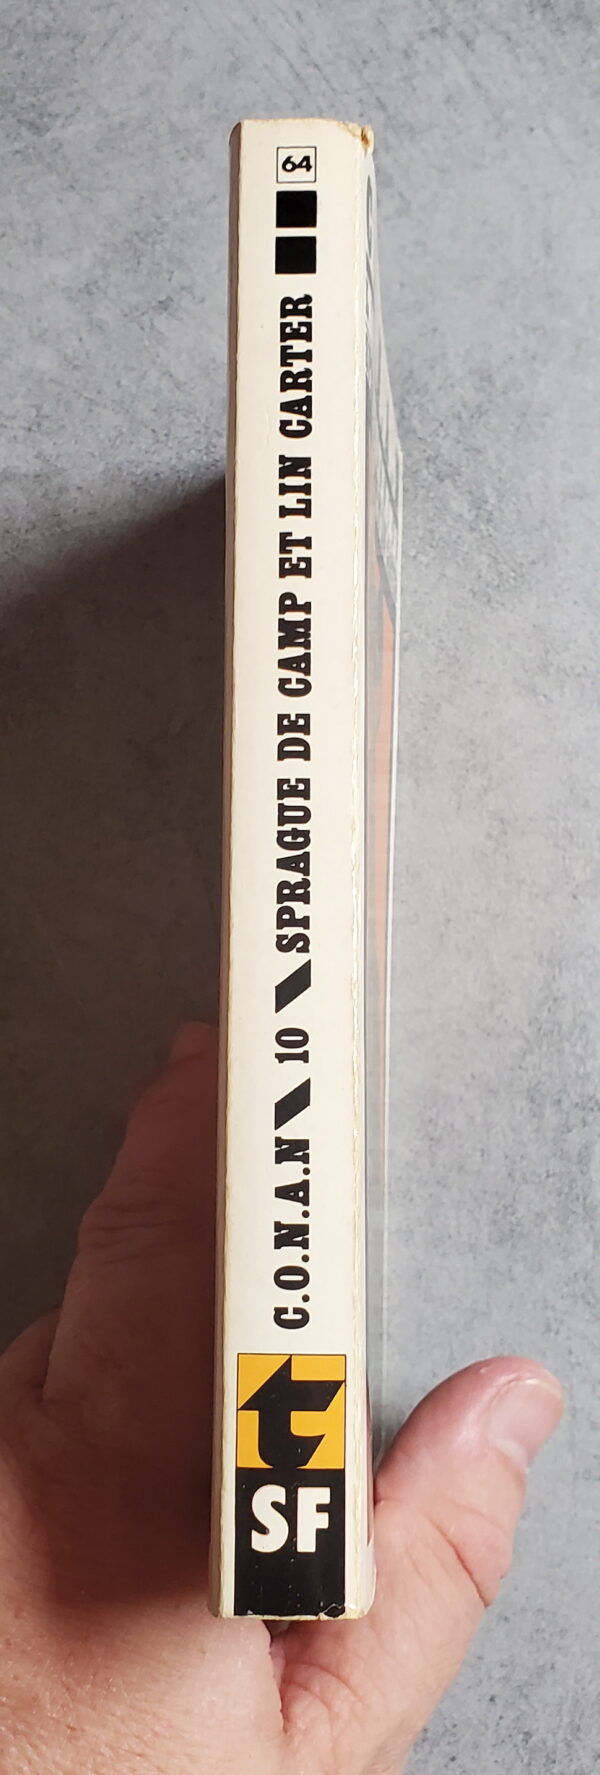 C.O.N.A.N 10 SPRAGUE DE CAMP ET LIN CARTER
64
t
SF